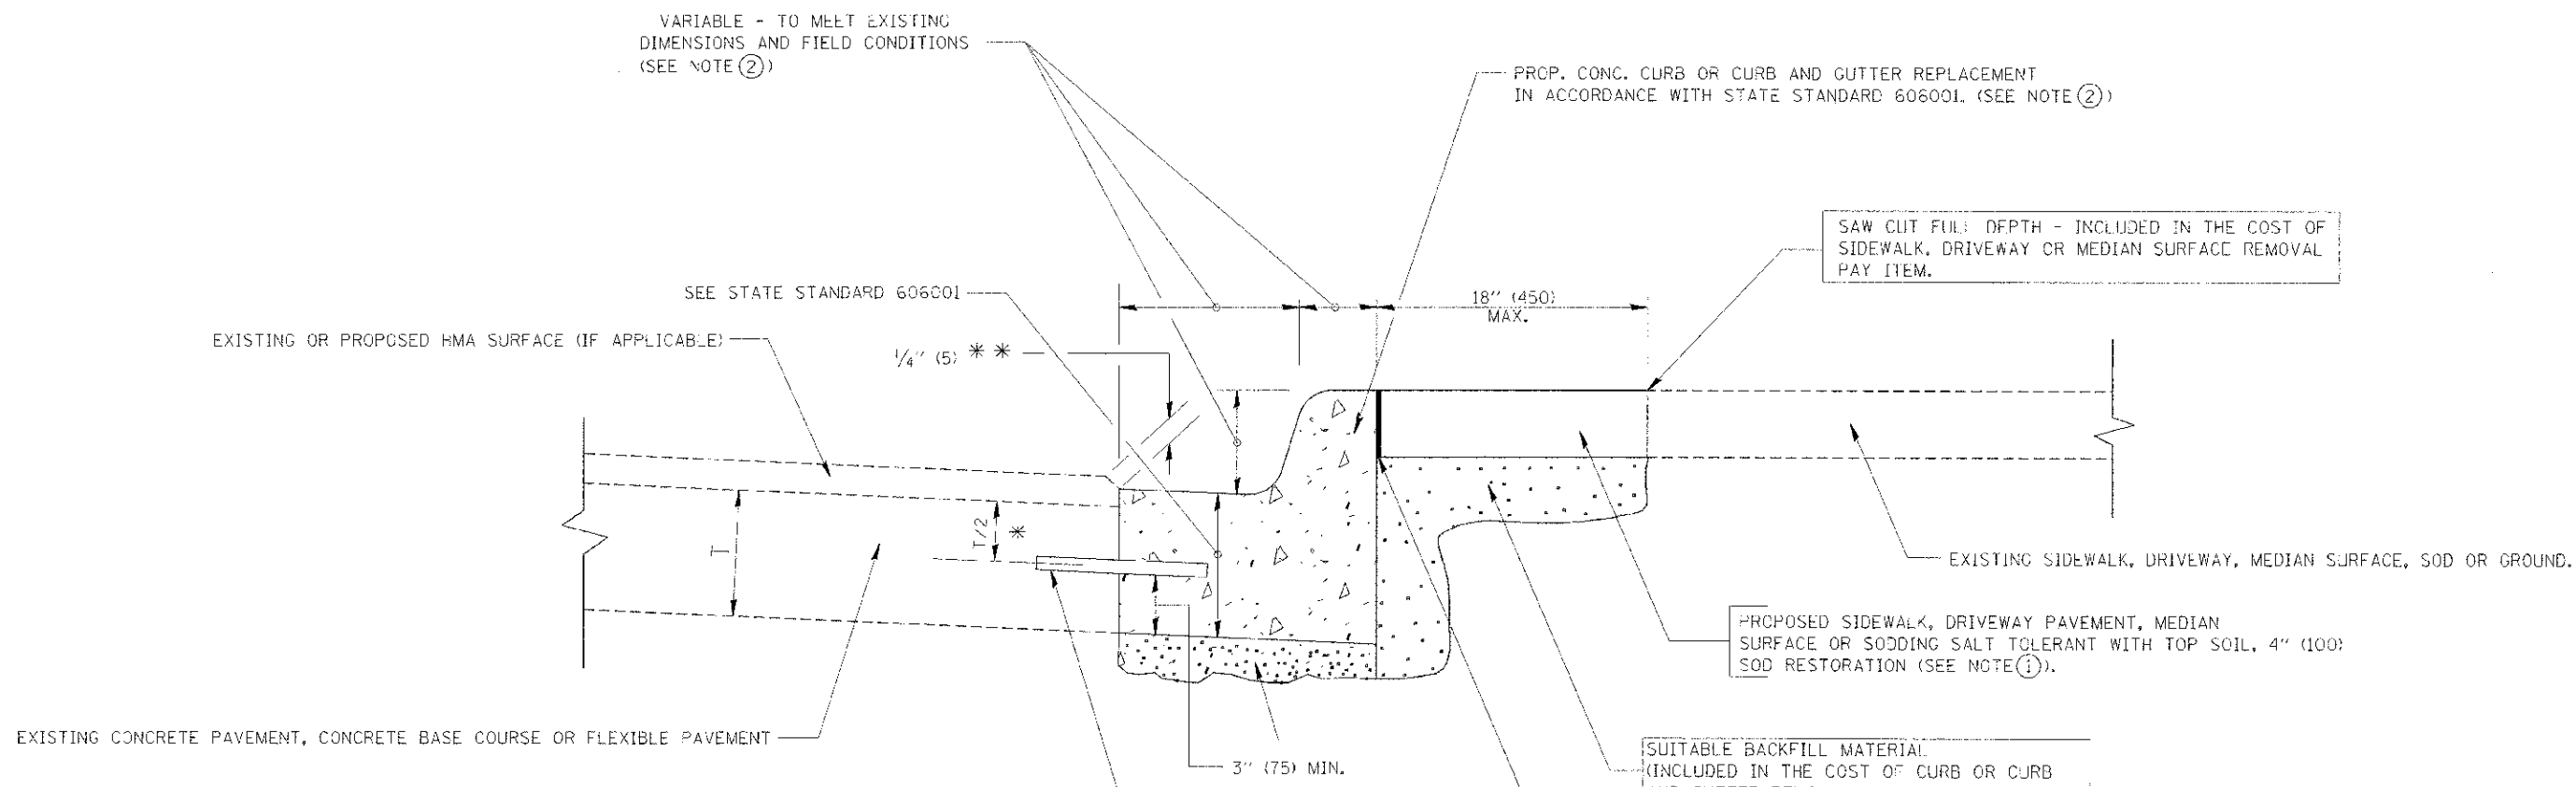 VARIABLE - TO MEET EXISTING
DIMENSIONS AND FIELD CONDITIONS
(SEE NOTE ②)
PROP. CONC. CURB OR CURB AND GUTTER REPLACEMENT
IN ACCORDANCE WITH STATE STANDARD 606001. (SEE NOTE ②)
SAW CUT FULL DEPTH - INCLUDED IN THE COST OF
SIDEWALK, DRIVEWAY OR MEDIAN SURFACE REMOVAL
PAY ITEM.
SEE STATE STANDARD 606001
18" (450)
MAX.
EXISTING OR PROPOSED HMA SURFACE (IF APPLICABLE)
1/4" (5) * *
T
T/2 *
EXISTING SIDEWALK, DRIVEWAY, MEDIAN SURFACE, SOD OR GROUND.
PROPOSED SIDEWALK, DRIVEWAY PAVEMENT, MEDIAN
SURFACE OR SODDING SALT TOLERANT WITH TOP SOIL, 4" (100)
SOD RESTORATION (SEE NOTE ①).
EXISTING CONCRETE PAVEMENT, CONCRETE BASE COURSE OR FLEXIBLE PAVEMENT
3" (75) MIN.
SUITABLE BACKFILL MATERIAL
(INCLUDED IN THE COST OF CURB OR CURB